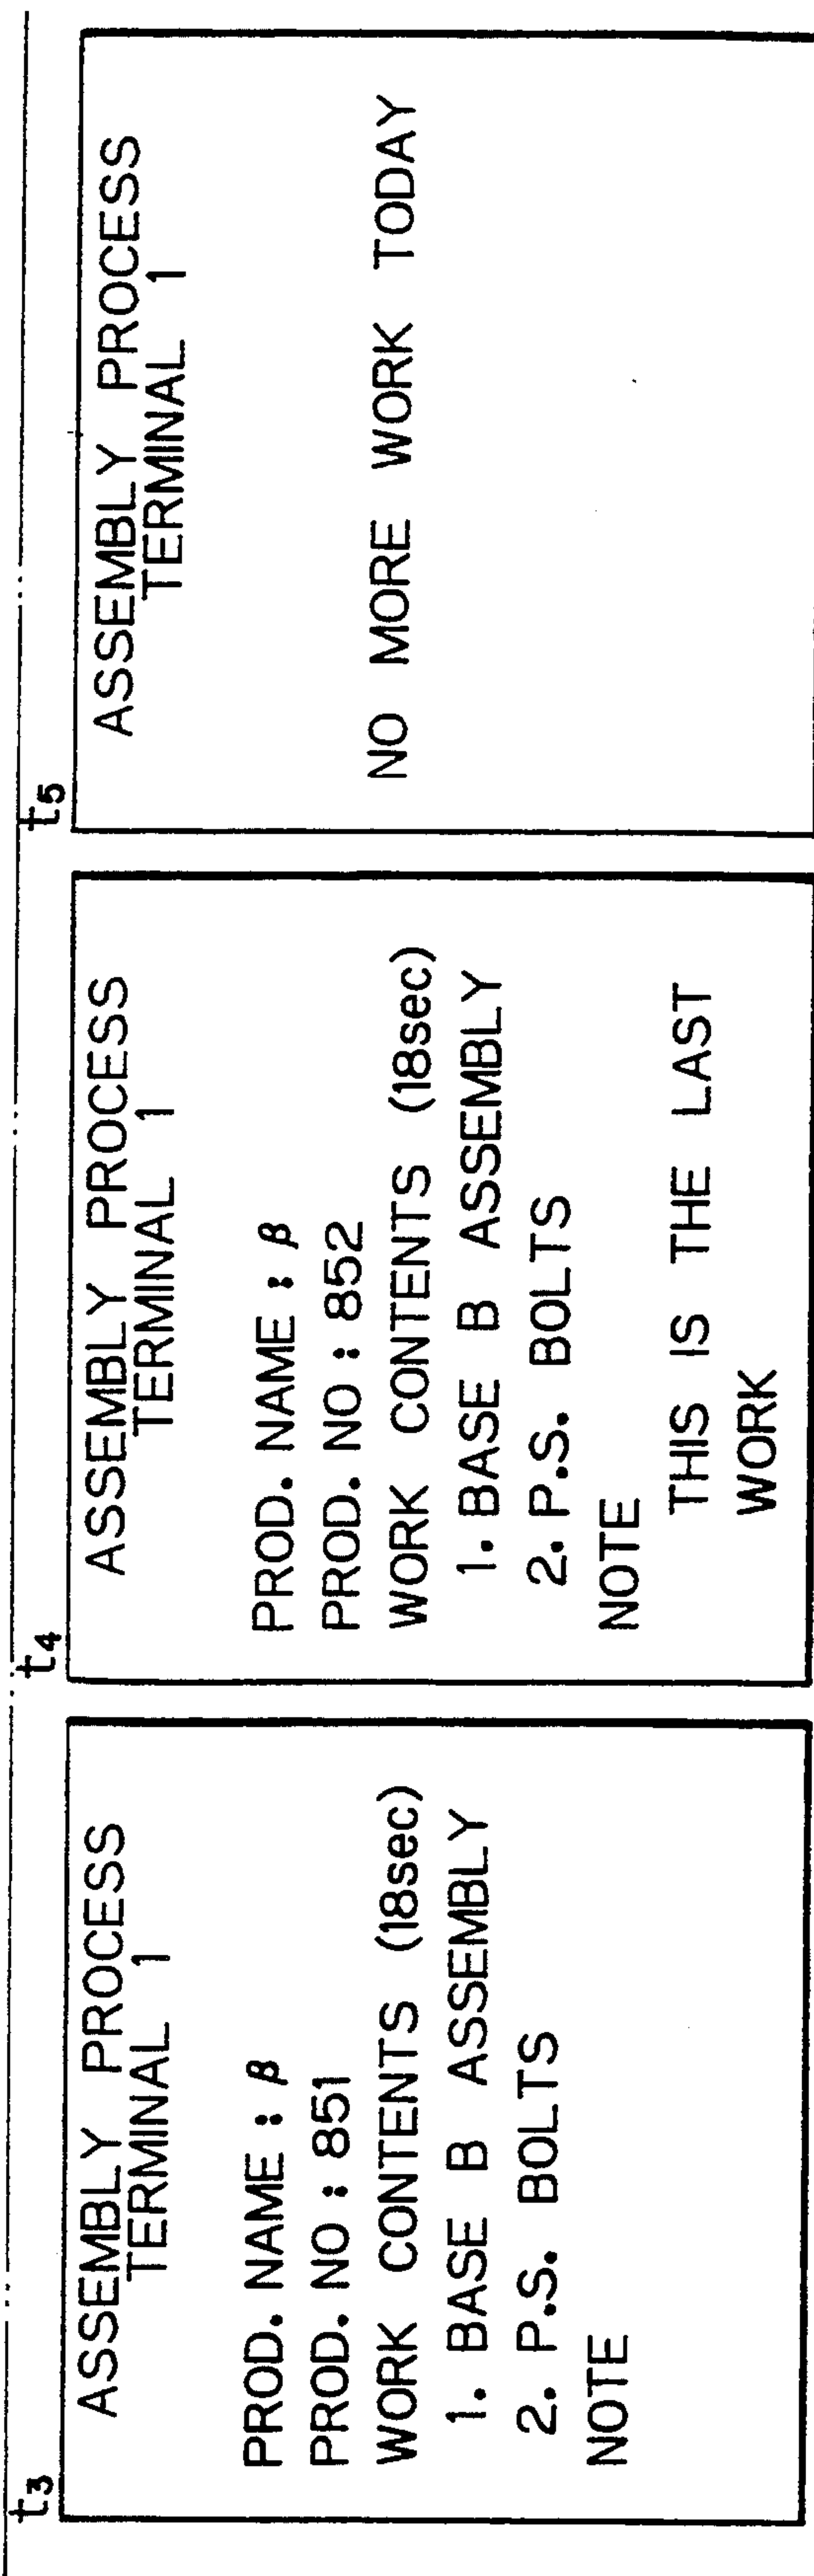 t3
ASSEMBLY PROCESS
TERMINAL 1
PROD. NAME : β
PROD. NO : 851
WORK CONTENTS (18sec)
1. BASE B ASSEMBLY
2. P.S. BOLTS
NOTE
t4
ASSEMBLY PROCESS
TERMINAL 1
PROD. NAME : β
PROD. NO : 852
WORK CONTENTS (18sec)
1. BASE B ASSEMBLY
2. P.S. BOLTS
NOTE
THIS IS THE LAST
WORK
t5
ASSEMBLY PROCESS
TERMINAL 1
NO MORE WORK TODAY